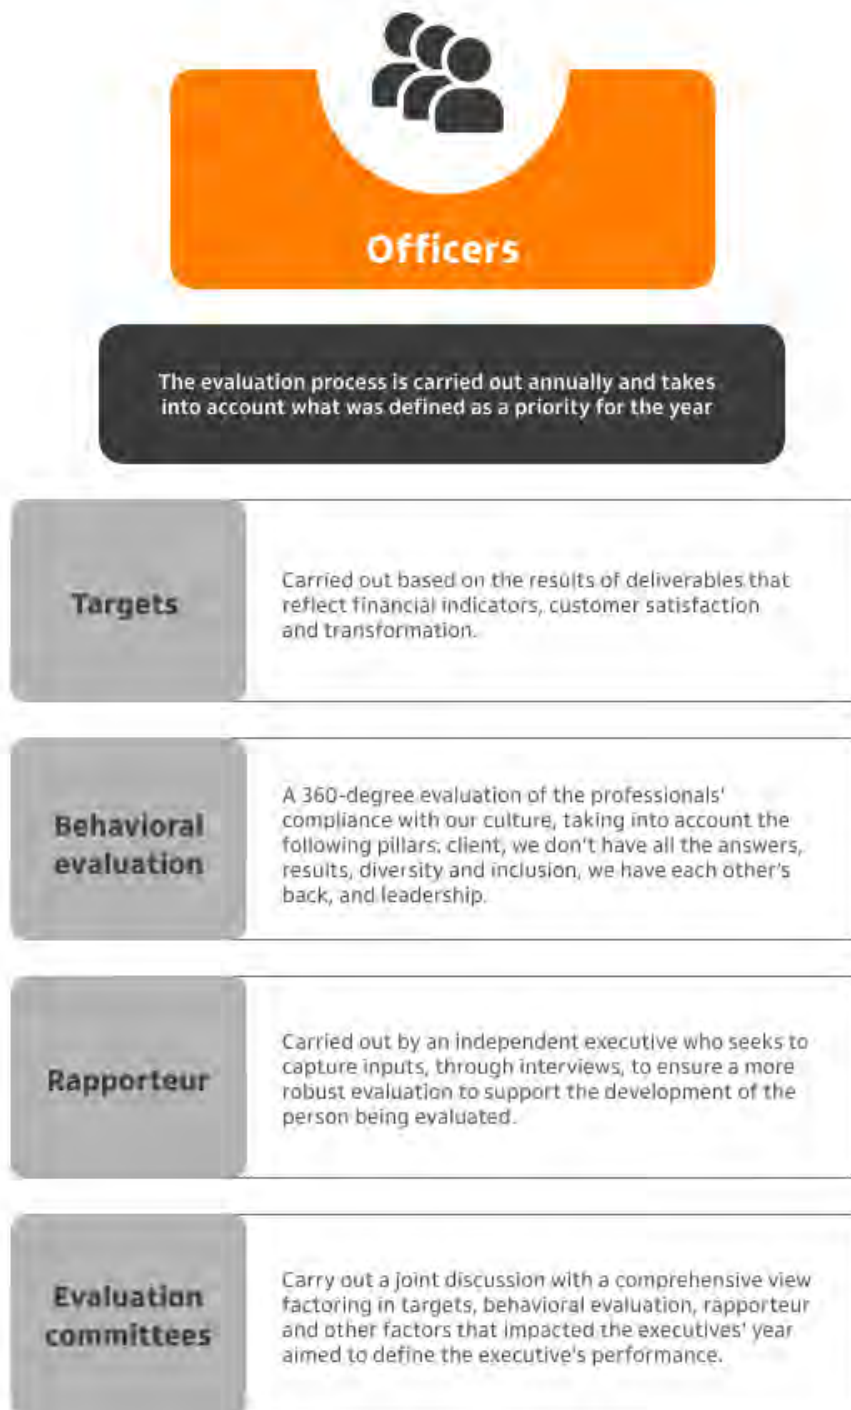 Officers
The evaluation process is carried out annually and takes
into account what was defined as a priority for the year
Targets
Carried out based on the results of deliverables that
reflect financial indicators, customer satisfaction
and transformation.
Behavioral
evaluation
A 360-degree evaluation of the professionals'
compliance with our culture, taking into account the
following pillars: client, we don't have all the answers,
results, diversity and inclusion, we have each other's
back, and leadership.
Rapporteur
Carried out by an independent executive who seeks to
capture inputs, through interviews, to ensure a more
robust evaluation to support the development of the
person being evaluated.
Evaluation
committees
Carry out a joint discussion with a comprehensive view
factoring in targets, behavioral evaluation, rapporteur
and other factors that impacted the executives' year
aimed to define the executive's performance.